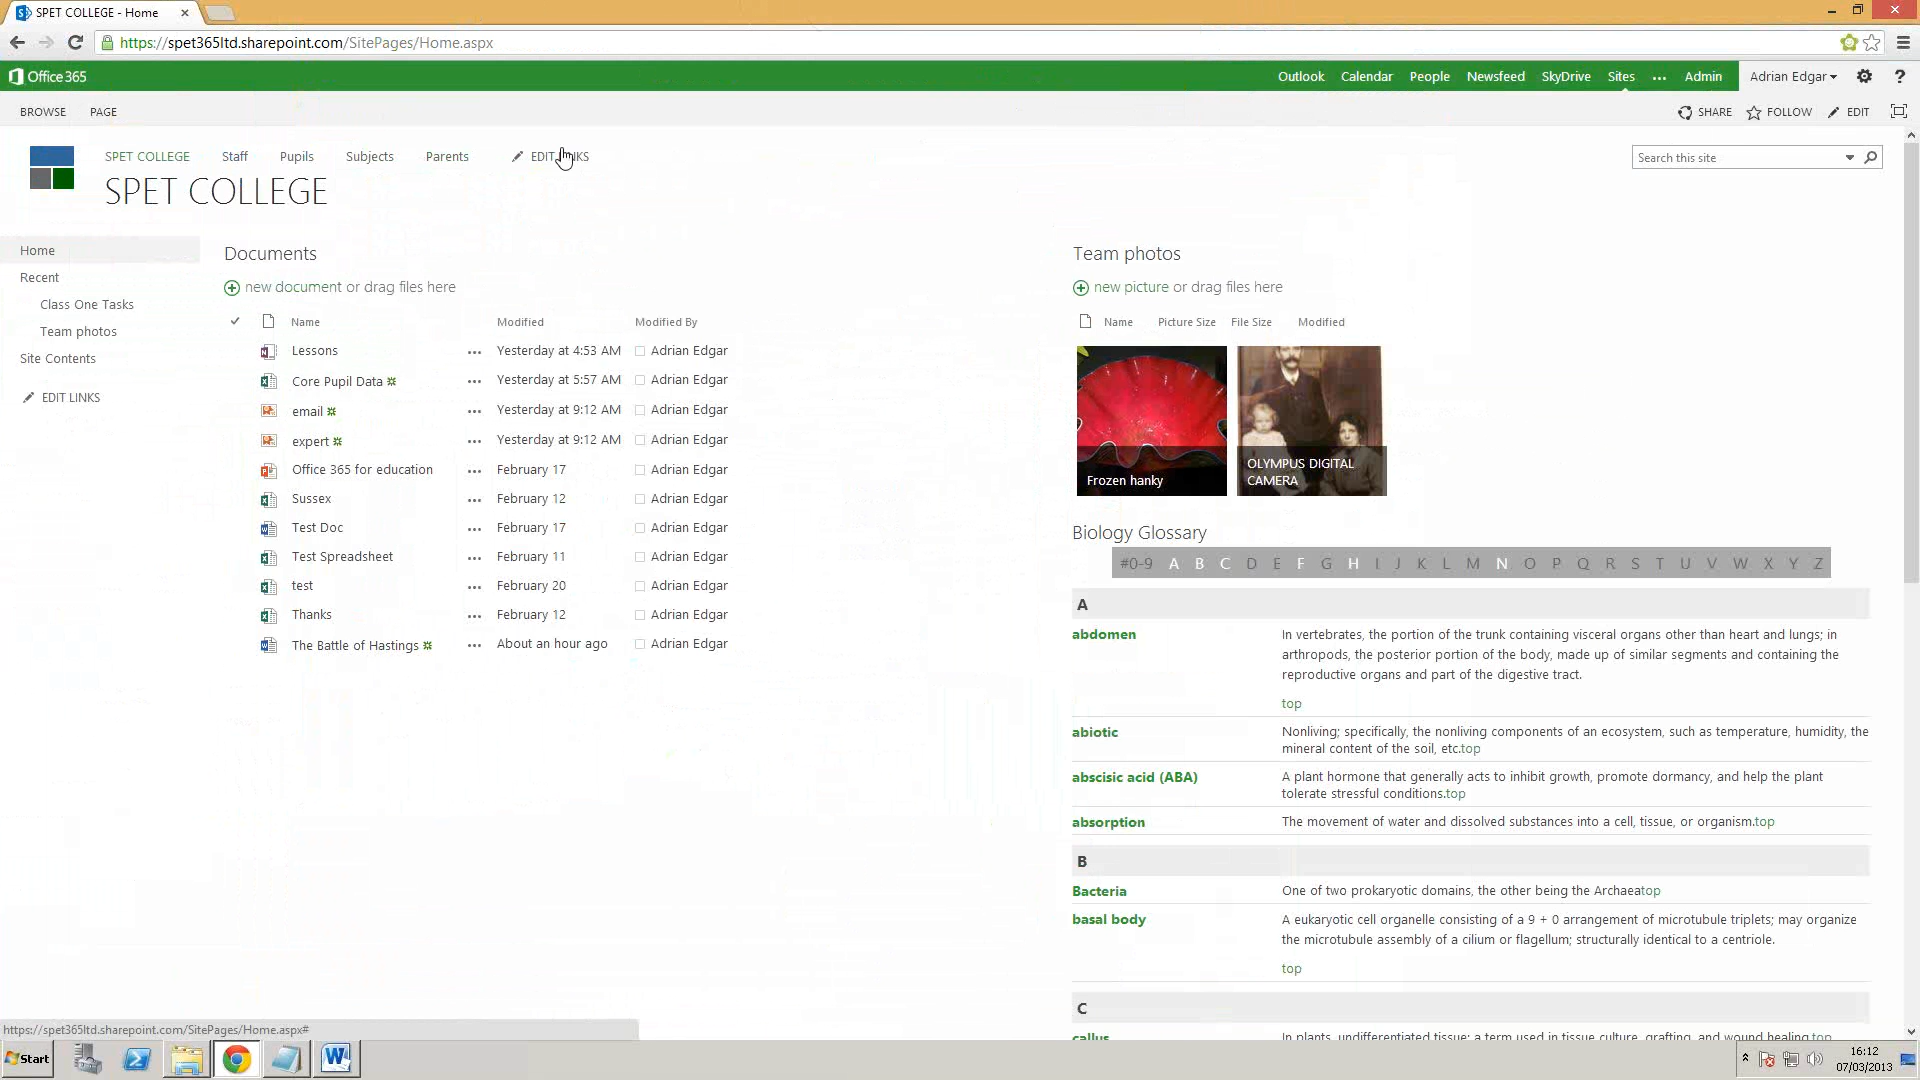 SPET COLLEGE - Home
https://spet365ltd.sharepoint.com/SitePages/Home.aspx
Office 365
Outlook Calendar People Newsfeed SkyDrive Sites ... Admin Adrian Edgar ?
BROWSE PAGE
SHARE FOLLOW EDIT
SPET COLLEGE Staff Pupils Subjects Parents EDIT LINKS
Search this site
SPET COLLEGE
Home
Recent
Class One Tasks
Team photos
Site Contents
EDIT LINKS
Documents
new document or drag files here
Name Modified Modified By
Lessons ... Yesterday at 4:53 AM Adrian Edgar
Core Pupil Data ... Yesterday at 5:57 AM Adrian Edgar
email ... Yesterday at 9:12 AM Adrian Edgar
expert ... Yesterday at 9:12 AM Adrian Edgar
Office 365 for education ... February 17 Adrian Edgar
Sussex ... February 12 Adrian Edgar
Test Doc ... February 17 Adrian Edgar
Test Spreadsheet ... February 11 Adrian Edgar
test ... February 20 Adrian Edgar
Thanks ... February 12 Adrian Edgar
The Battle of Hastings ... About an hour ago Adrian Edgar
Team photos
new picture or drag files here
Name Picture Size File Size Modified
Frozen hanky
OLYMPUS DIGITAL
CAMERA
Biology Glossary
#0-9 A B C D E F G H I J K L M N O P Q R S T U V W X Y Z
A
abdomen In vertebrates, the portion of the trunk containing visceral organs other than heart and lungs; in
arthropods, the posterior portion of the body, made up of similar segments and containing the
reproductive organs and part of the digestive tract.
top
abiotic Nonliving; specifically, the nonliving components of an ecosystem, such as temperature, humidity, the
mineral content of the soil, etc.top
abscisic acid (ABA) A plant hormone that generally acts to inhibit growth, promote dormancy, and help the plant
tolerate stressful conditions.top
absorption The movement of water and dissolved substances into a cell, tissue, or organism.top
B
Bacteria One of two prokaryotic domains, the other being the Archaeatop
basal body A eukaryotic cell organelle consisting of a 9 + 0 arrangement of microtubule triplets; may organize
the microtubule assembly of a cilium or flagellum; structurally identical to a centriole.
top
C
callus In plants, undifferentiated tissue; a term used in tissue culture, grafting, and wound healing.top
https://spet365ltd.sharepoint.com/SitePages/Home.aspx#
Start
16:12
07/03/2013